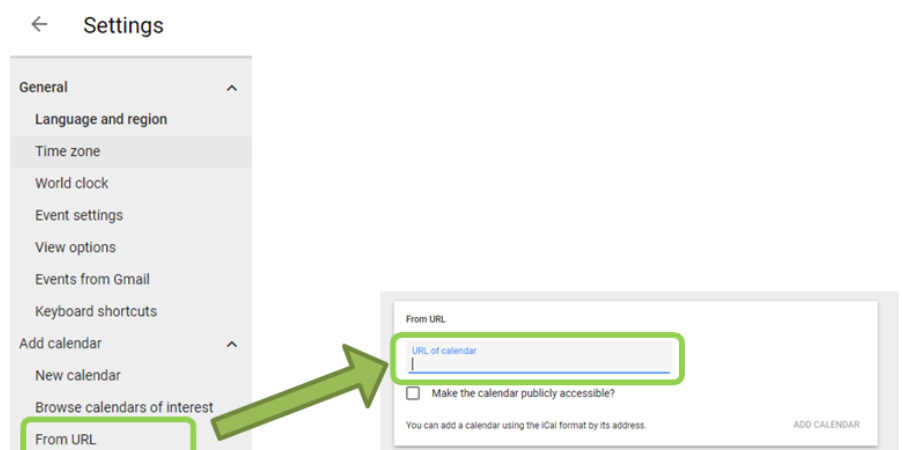 Settings
General
Language and region
Time zone
World clock
Event settings
View options
Events from Gmail
Keyboard shortcuts
Add calendar
New calendar
Browse calendars of interest
From URL
From URL
URL of calendar
Make the calendar publicly accessible?
You can add a calendar using the iCal format by its address.
ADD CALENDAR